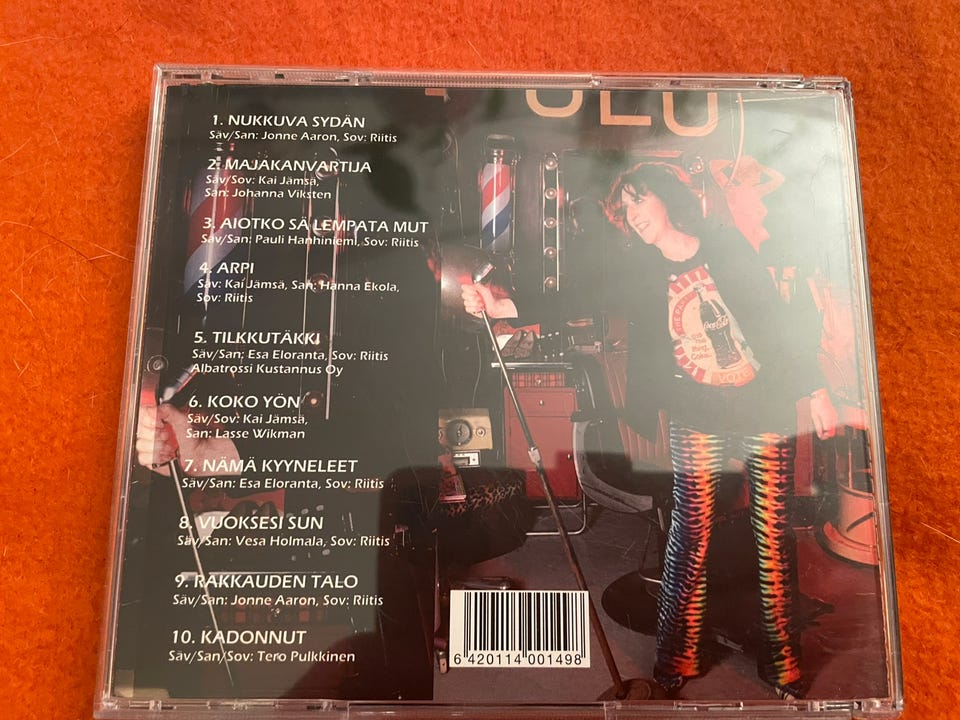 1. NUKKUVA SYDÄN
Säv/San: Jonne Aaron, Sov: Riitis
2. MAJAKANVARTIJA
Säv/Sov: Kai Jämsä,
San: Johanna Viksten
3. AIOTKO SÄ LEMPATA MUT
Säv/San: Pauli Hanhiniemi, Sov: Riitis
4. ARPI
Säv: Kai Jämsä, San: Hanna Ekola,
Sov: Riitis
5. TILKKUTÄKKI
Säv/San: Esa Eloranta, Sov: Riitis
Albatrossi Kustannus Oy
6. KOKO YÖN
Säv/Sov: Kai Jämsä,
San: Lasse Wikman
7. NÄMÄ KYYNELEET
Säv/San: Esa Eloranta, Sov: Riitis
8. VUOKSESI SUN
Säv/San: Vesa Holmala, Sov: Riitis
9. RAKKAUDEN TALO
Säv/San: Jonne Aaron, Sov: Riitis
10. KADONNUT
Säv/San/Sov: Tero Pulkkinen
Coca-Cola
Coke.
VOTE
6 420114 001498